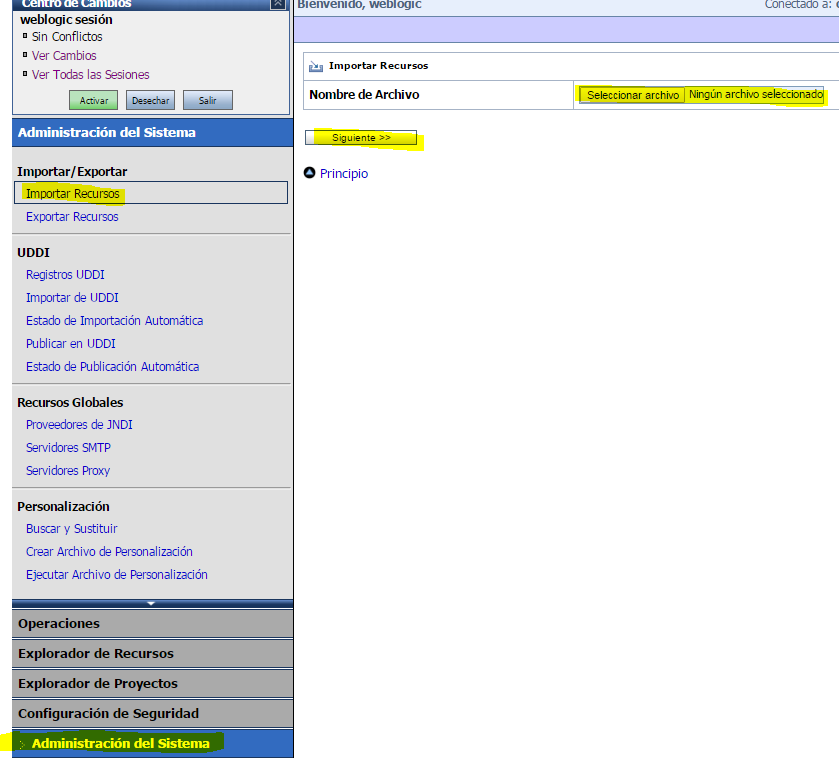 Centro de Cambios
weblogic sesión
Sin Conflictos
Ver Cambios
Ver Todas las Sesiones
Activar Desechar Salir
Administración del Sistema
Importar/Exportar
Importar Recursos
Exportar Recursos
UDDI
Registros UDDI
Importar de UDDI
Estado de Importación Automática
Publicar en UDDI
Estado de Publicación Automática
Recursos Globales
Proveedores de JNDI
Servidores SMTP
Servidores Proxy
Personalización
Buscar y Sustituir
Crear Archivo de Personalización
Ejecutar Archivo de Personalización
Operaciones
Explorador de Recursos
Explorador de Proyectos
Configuración de Seguridad
Administración del Sistema
Bienvenido, weblogic
Conectado a:
Importar Recursos
Nombre de Archivo
Seleccionar archivo Ningún archivo seleccionado
Siguiente >>
Principio